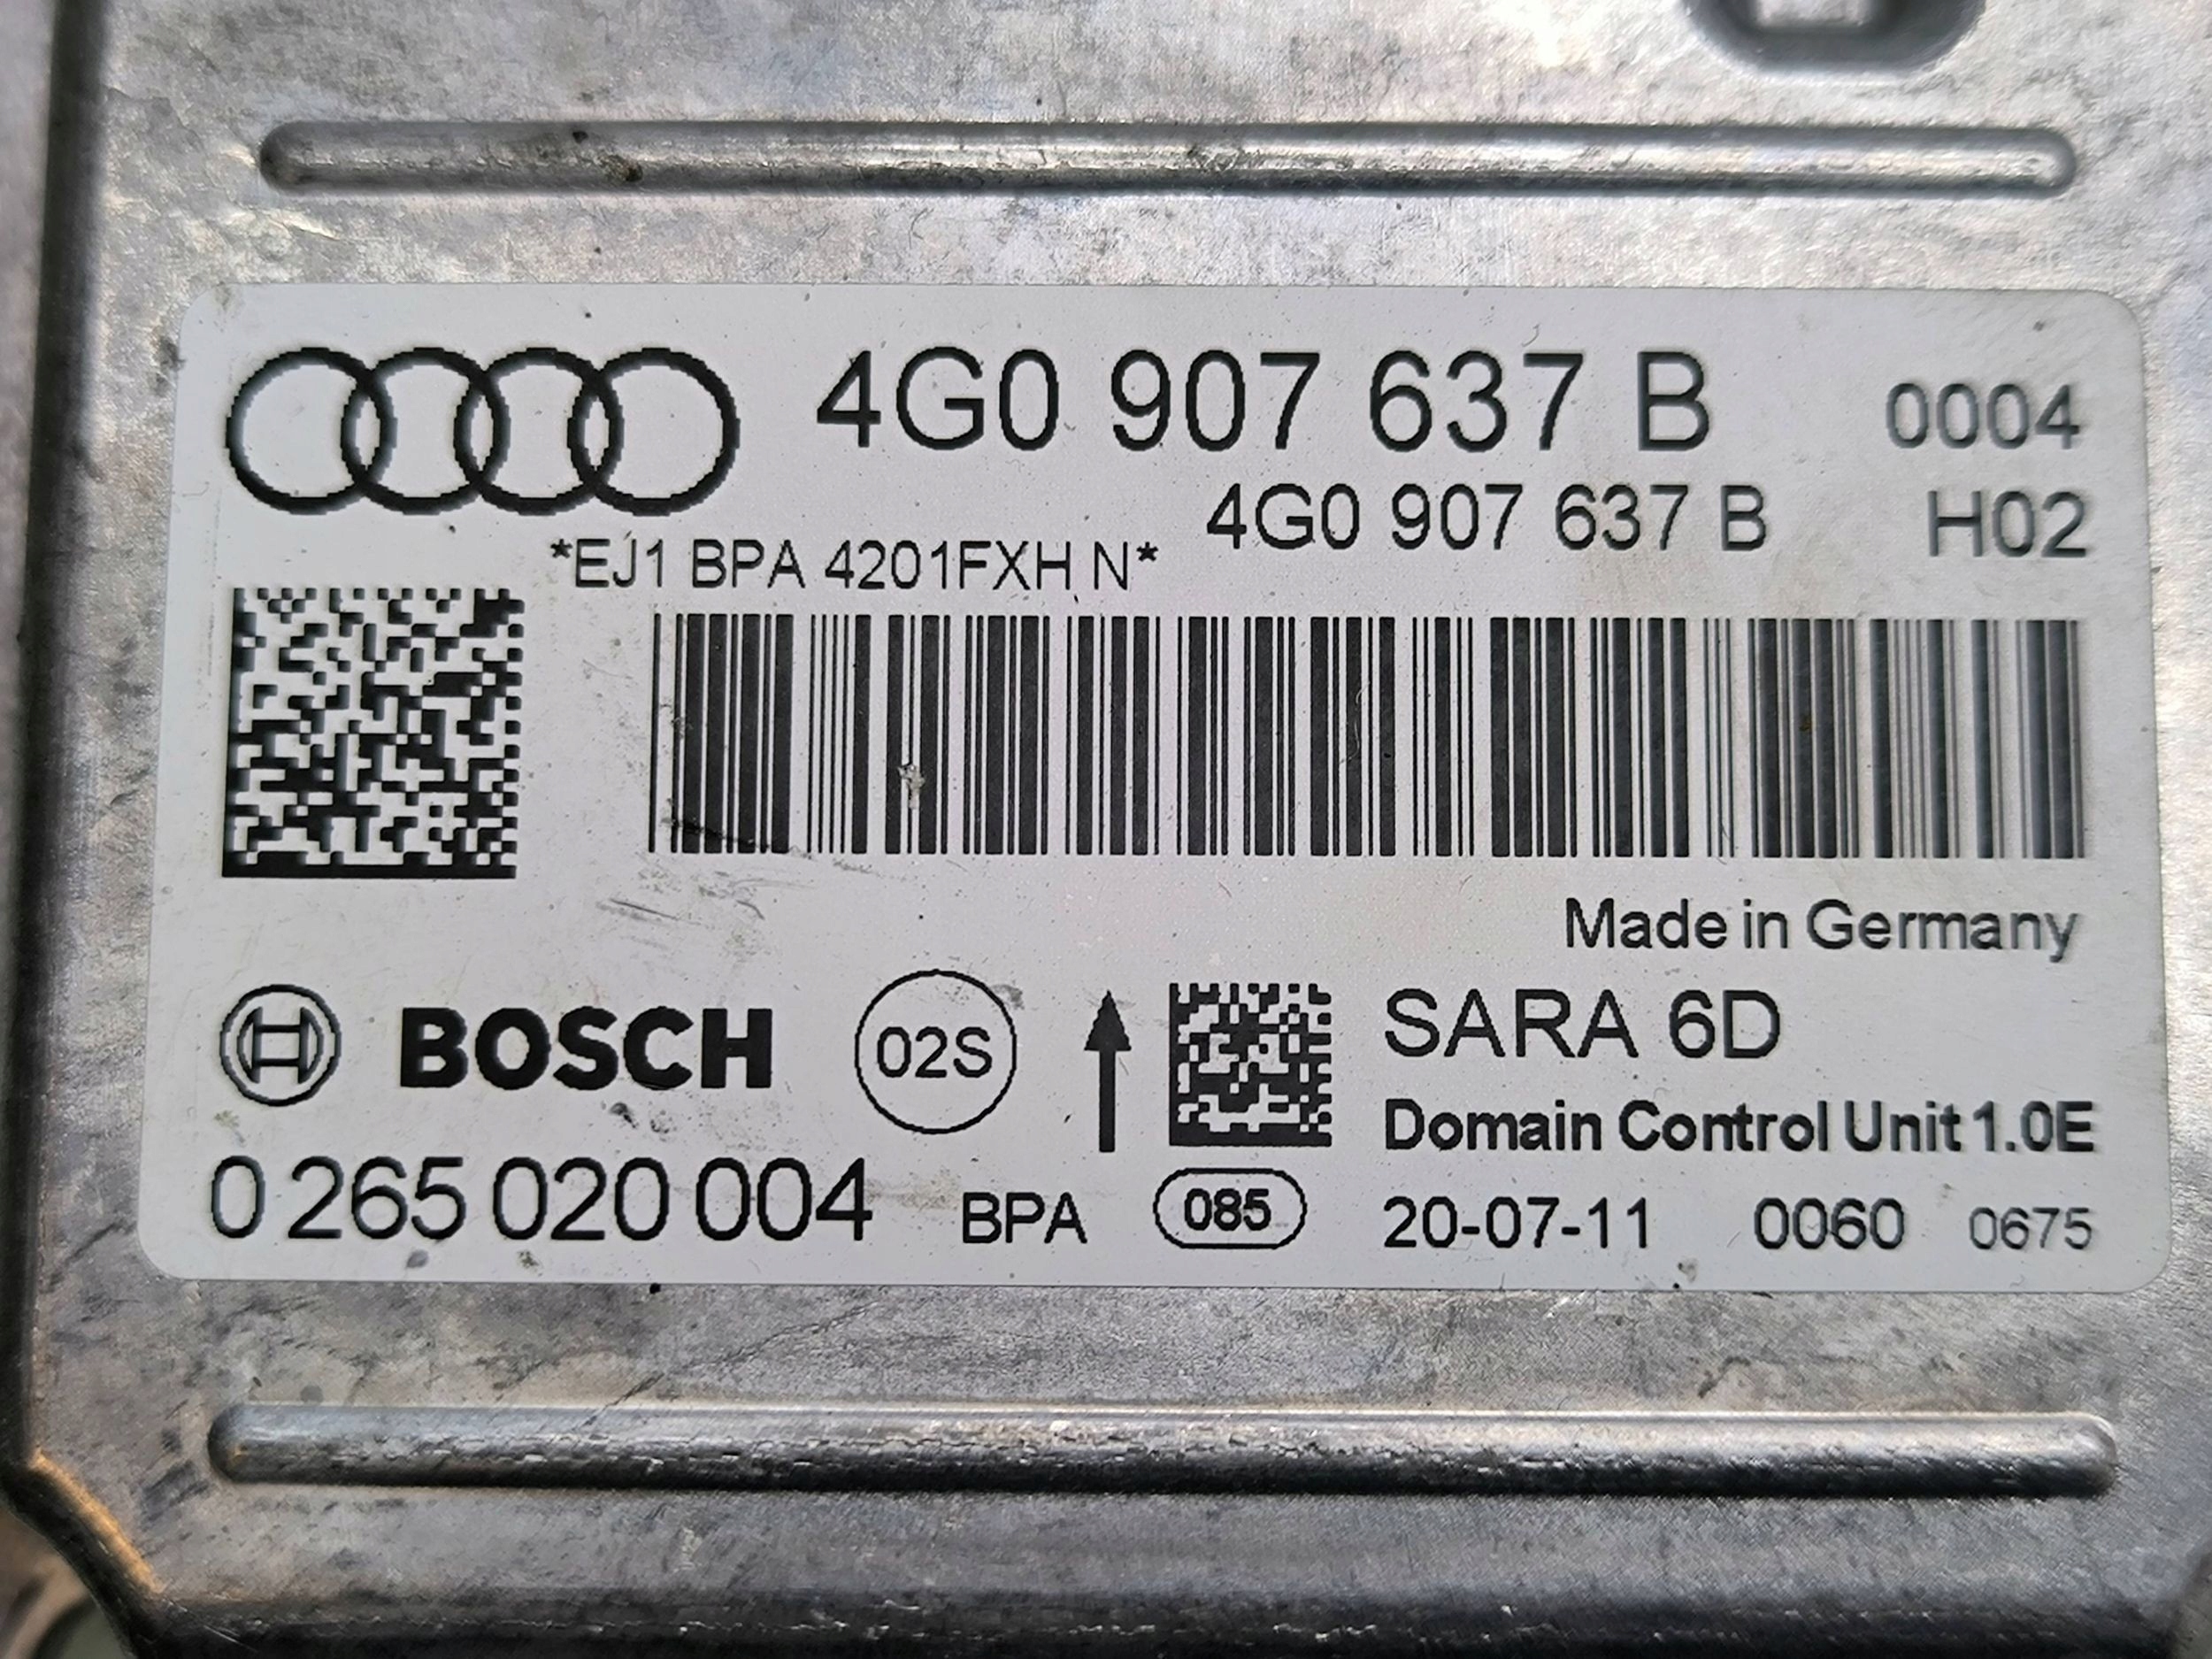 4G0 907 637 B 0004
4G0 907 637 B H02
*EJ1 BPA 4201FXH N*
Made in Germany
BOSCH 02S SARA 6D
Domain Control Unit 1.0E
0 265 020 004 BPA 085 20-07-11 0060 0675